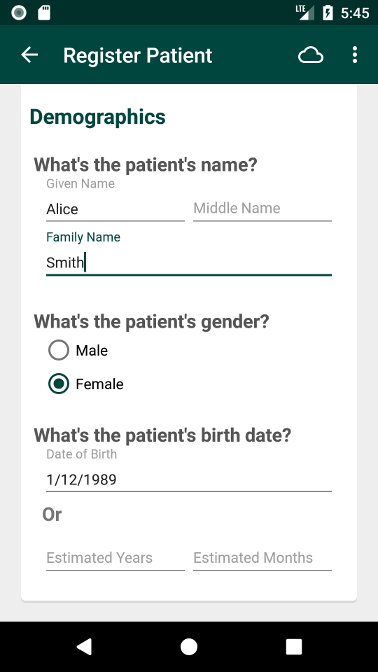 LTE 5:45
Register Patient
Demographics
What's the patient's name?
Given Name
Alice Middle Name
Family Name
Smith
What's the patient's gender?
Male
Female
What's the patient's birth date?
Date of Birth
1/12/1989
Or
Estimated Years Estimated Months